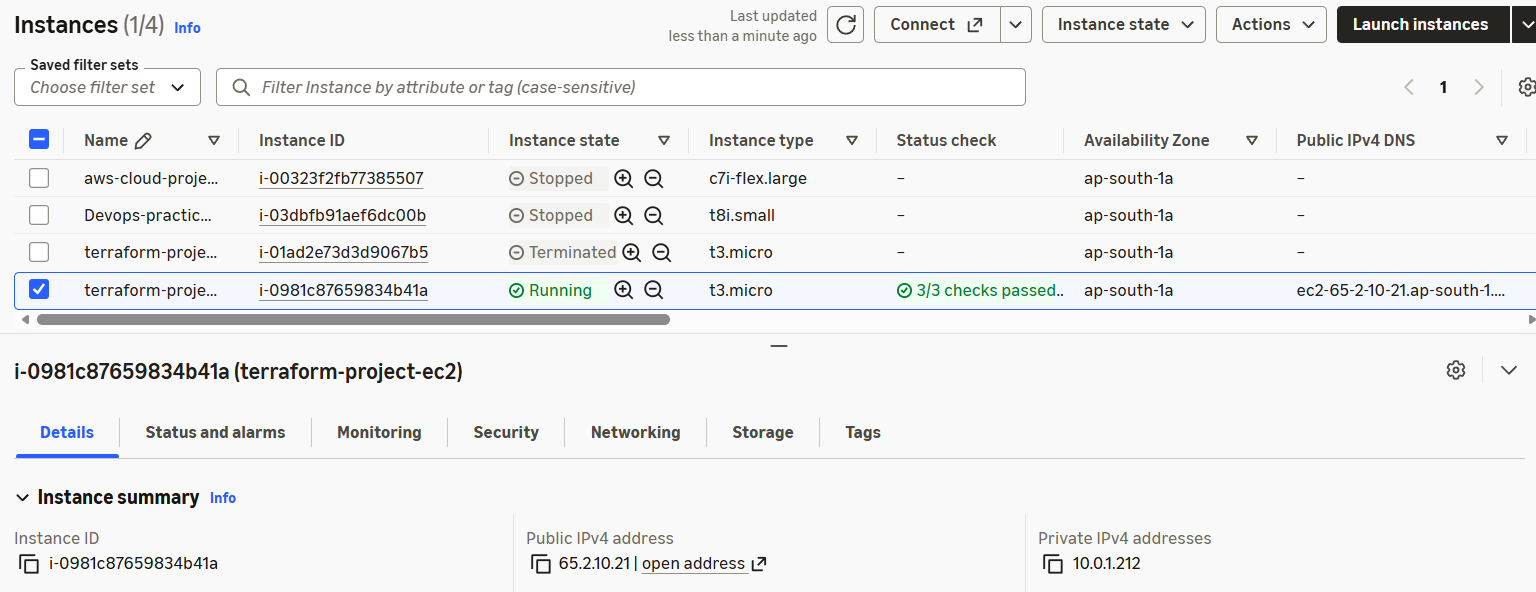 Instances (1/4) Info
Last updated
less than a minute ago
Connect
Instance state
Actions
Launch instances
Saved filter sets
Choose filter set
Filter Instance by attribute or tag (case-sensitive)
1
Name Instance ID Instance state Instance type Status check Availability Zone Public IPv4 DNS
aws-cloud-proje... i-00323f2fb77385507 Stopped c7i-flex.large – ap-south-1a –
Devops-practic... i-03dbfb91aef6dc00b Stopped t8i.small – ap-south-1a –
terraform-proje... i-01ad2e73d3d9067b5 Terminated t3.micro – ap-south-1a –
terraform-proje... i-0981c87659834b41a Running t3.micro 3/3 checks passed.. ap-south-1a ec2-65-2-10-21.ap-south-1....
i-0981c87659834b41a (terraform-project-ec2)
Details Status and alarms Monitoring Security Networking Storage Tags
Instance summary Info
Instance ID
i-0981c87659834b41a
Public IPv4 address
65.2.10.21 | open address
Private IPv4 addresses
10.0.1.212